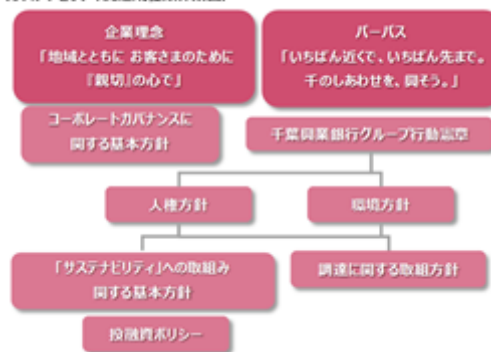 企業理念
「地域とともに お客さまのために
『親切』の心で」
パーパス
「いちばん近くで、いちばん先まで。
千のしあわせを、興そう。」
コーポレートガバナンスに
関する基本方針
千葉興業銀行グループ行動憲章
人権方針
環境方針
「サステナビリティ」への取組み
関する基本方針
調達に関する取組方針
投融資ポリシー